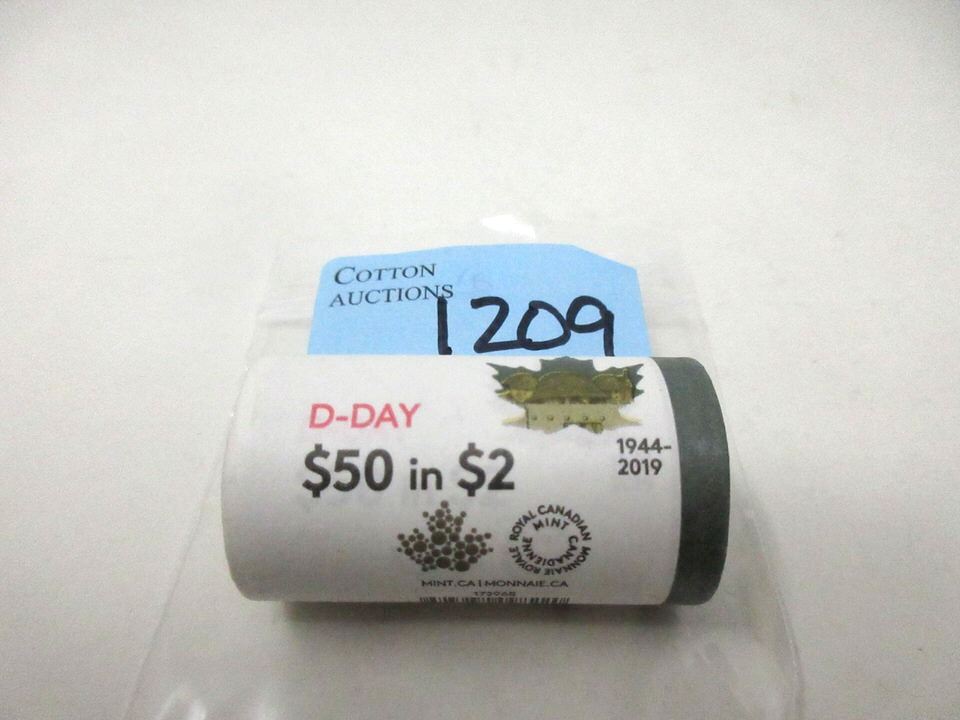 COTTON
AUCTIONS
1209
D-DAY
$50 in $2
1944-
2019
ROYAL CANADIAN MINT
MONNAIE ROYALE CANADIENNE
MINT.CA | MONNAIE.CA